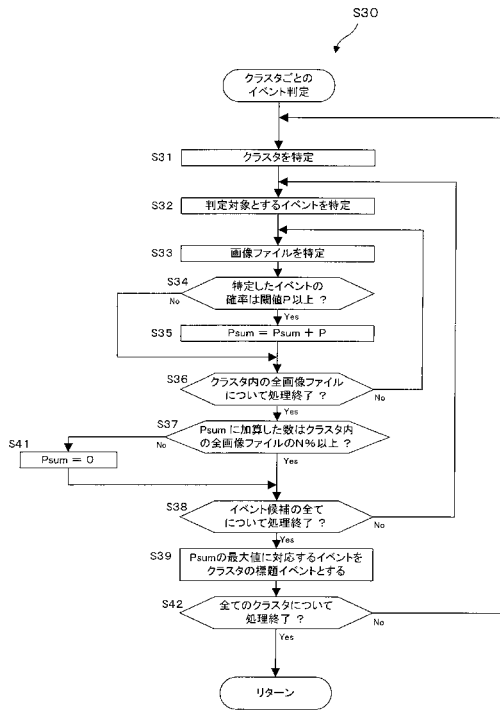 S30
クラスタごとの
イベント判定
S31
クラスタを特定
S32
判定対象とするイベントを特定
S33
画像ファイルを特定
S34
特定したイベントの
確率は閾値P以上 ?
No
Yes
S35
Psum = Psum + P
S36
クラスタ内の全画像ファイル
について処理終了 ?
No
Yes
S37
Psum に加算した数はクラスタ内
の全画像ファイルのN%以上 ?
No
Yes
S41
Psum = 0
S38
イベント候補の全て
について処理終了 ?
No
Yes
S39
Psumの最大値に対応するイベントを
クラスタの標題イベントとする
S42
全てのクラスタについて
処理終了 ?
No
Yes
リターン